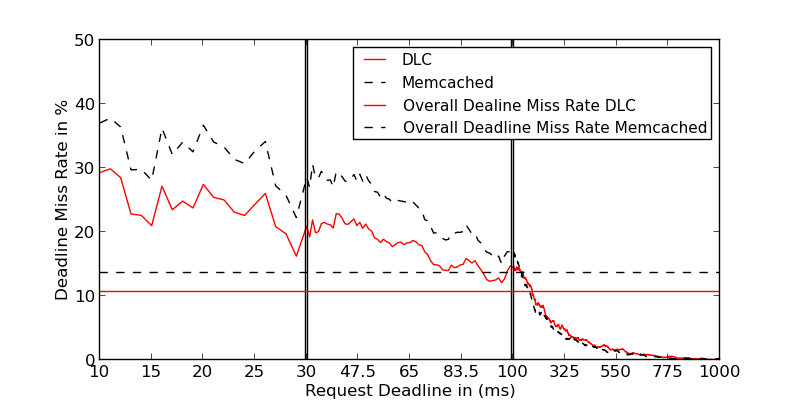 50
40
30
20
10
0
Deadline Miss Rate in %
DLC
Memcached
Overall Dealine Miss Rate DLC
Overall Deadline Miss Rate Memcached
10 15 20 25 30 47.5 65 83.5 100 325 550 775 1000
Request Deadline in (ms)